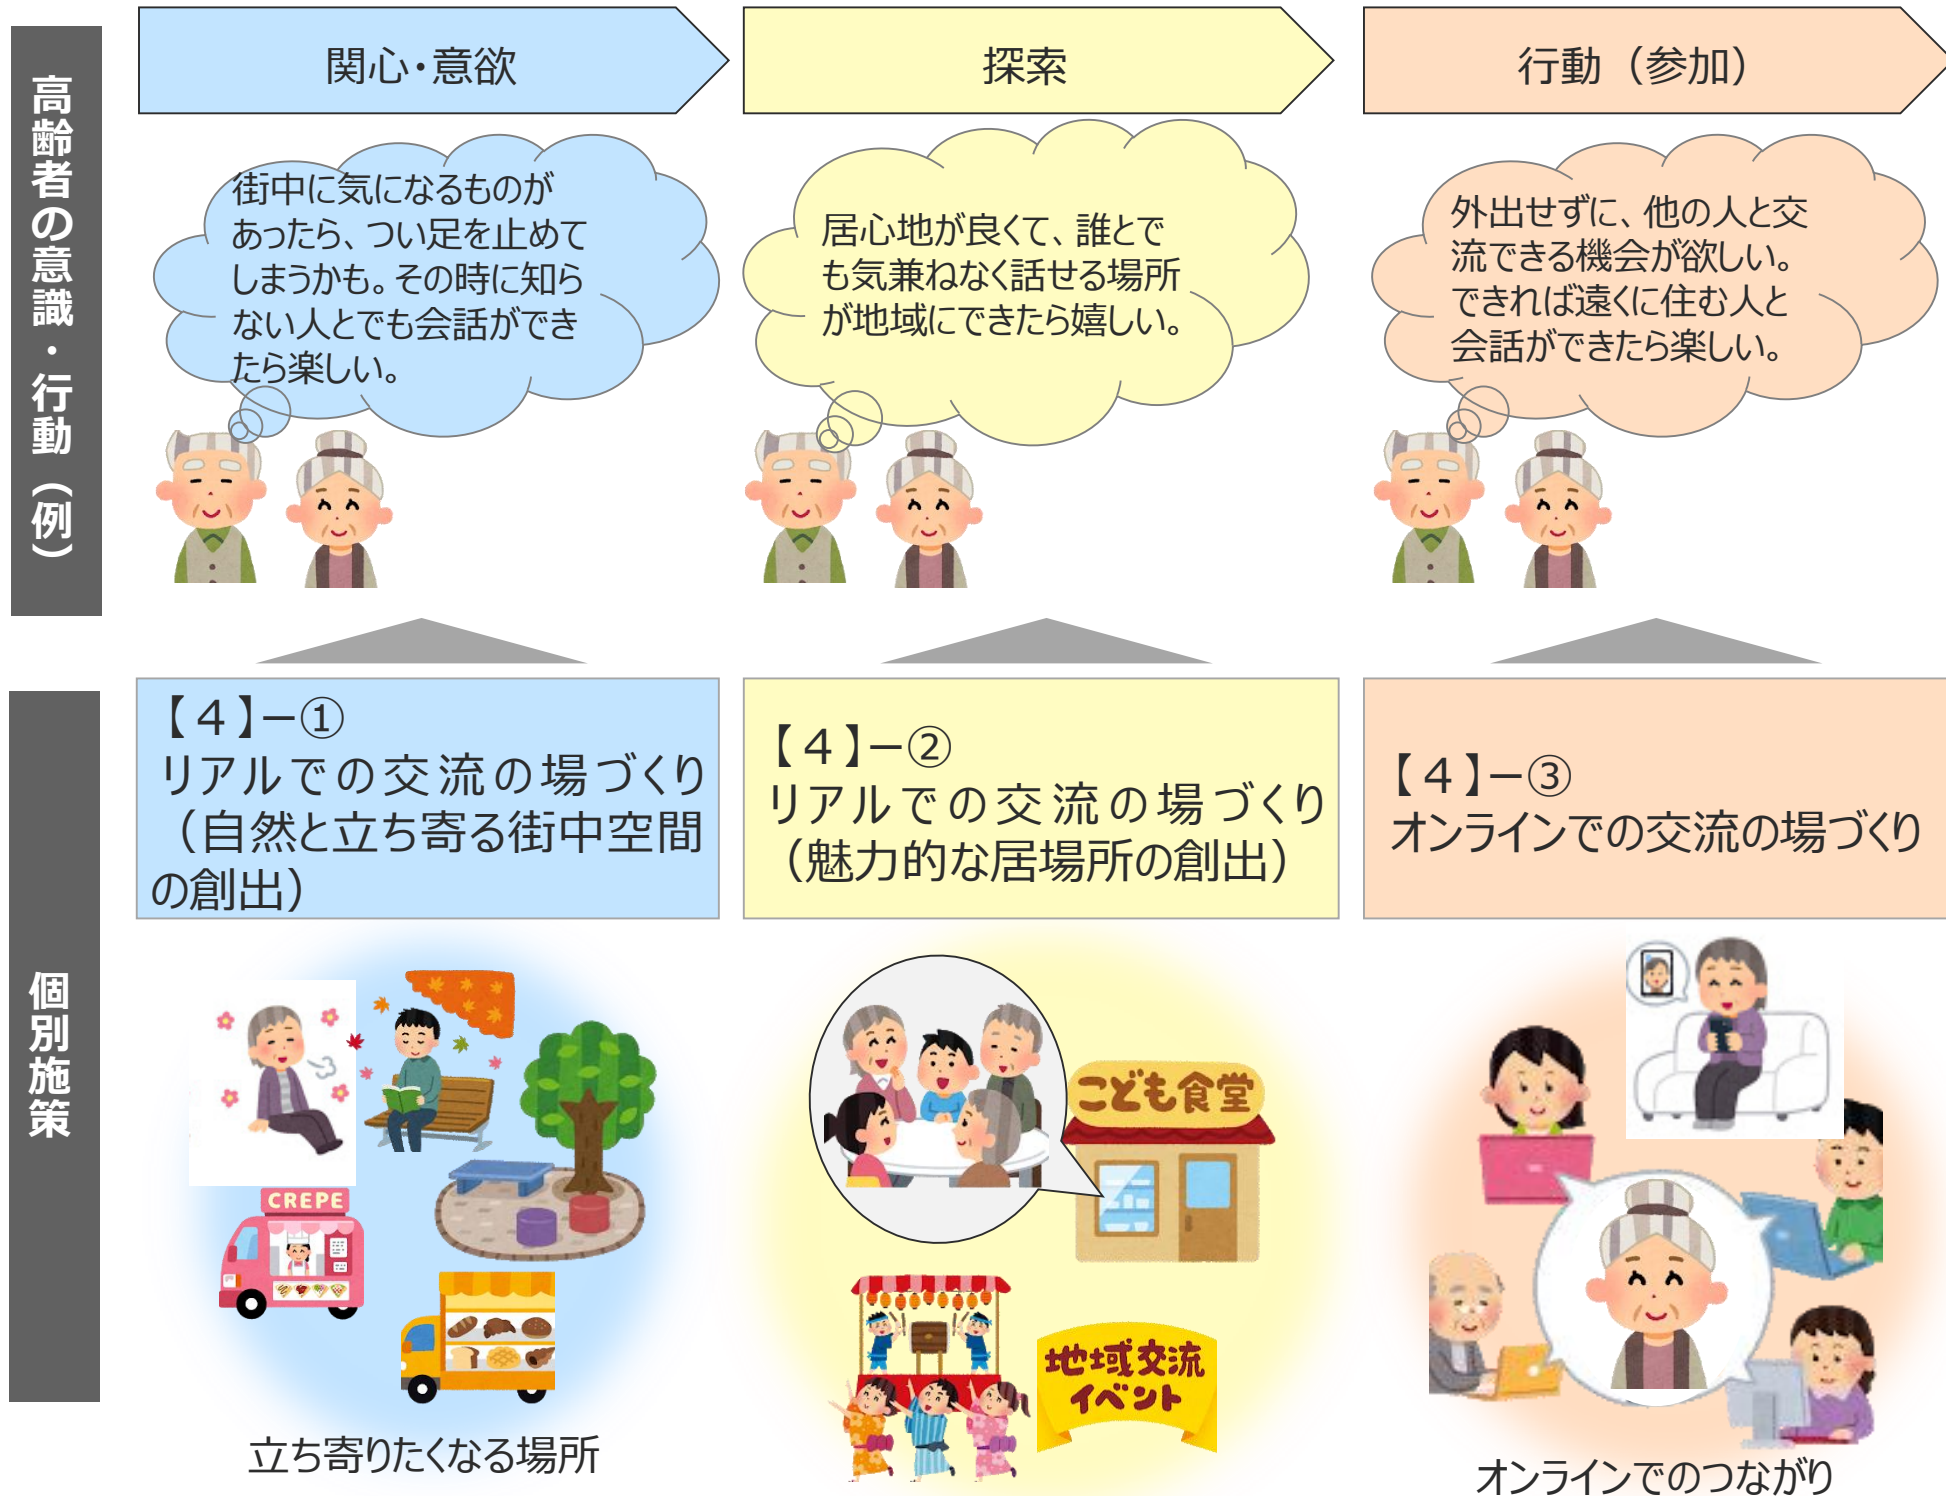 高齢者の意識・行動（例）
関心・意欲
探索
行動（参加）
街中に気になるものが
あったら、つい足を止めて
しまうかも。その時に知ら
ない人とでも会話ができ
たら楽しい。
居心地が良くて、誰とで
も気兼ねなく話せる場所
が地域にできたら嬉しい。
外出せずに、他の人と交
流できる機会が欲しい。
できれば遠くに住む人と
会話ができたら楽しい。
個別施策
【４】－①
リアルでの交流の場づくり
（自然と立ち寄る街中空間
の創出）
【４】－②
リアルでの交流の場づくり
（魅力的な居場所の創出）
【４】－③
オンラインでの交流の場づくり
CREPE
立ち寄りたくなる場所
こども食堂
地域交流
イベント
オンラインでのつながり